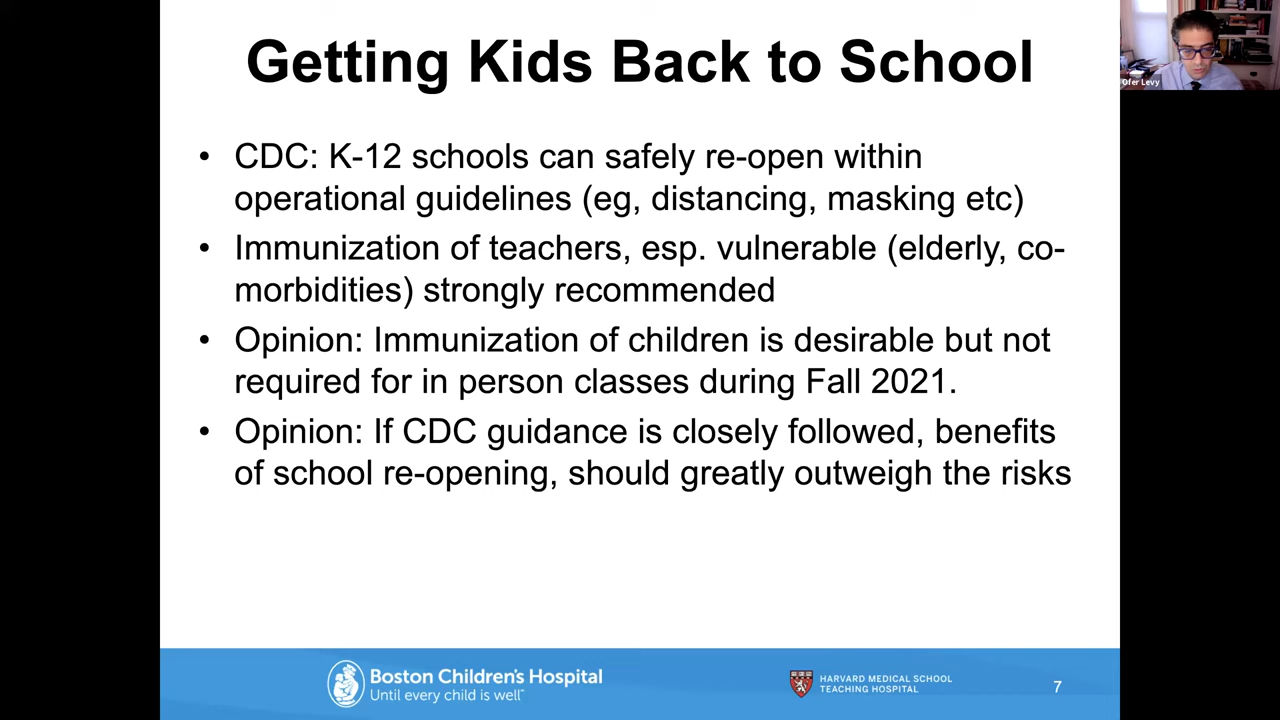 Getting Kids Back to School
Ofer Levy
• CDC: K-12 schools can safely re-open within
operational guidelines (eg, distancing, masking etc)
• Immunization of teachers, esp. vulnerable (elderly, co-
morbidities) strongly recommended
• Opinion: Immunization of children is desirable but not
required for in person classes during Fall 2021.
• Opinion: If CDC guidance is closely followed, benefits
of school re-opening, should greatly outweigh the risks
Boston Children's Hospital
Until every child is well™
HARVARD MEDICAL SCHOOL
TEACHING HOSPITAL
7